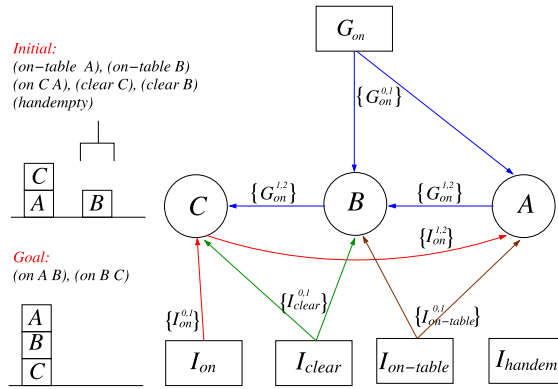 Initial:
(on−table A), (on−table B)
(on C A), (clear C), (clear B)
(handempty)
C
A
B
Goal:
(on A B), (on B C)
A
B
C
G_on
{G_on^0,1}
C
{G_on^1,2}
B
{G_on^1,2}
A
{I_on^1,2}
{I_on^0,1}
{I_clear^0,1}
{I_on−table^0,1}
I_on
I_clear
I_on−table
I_handem